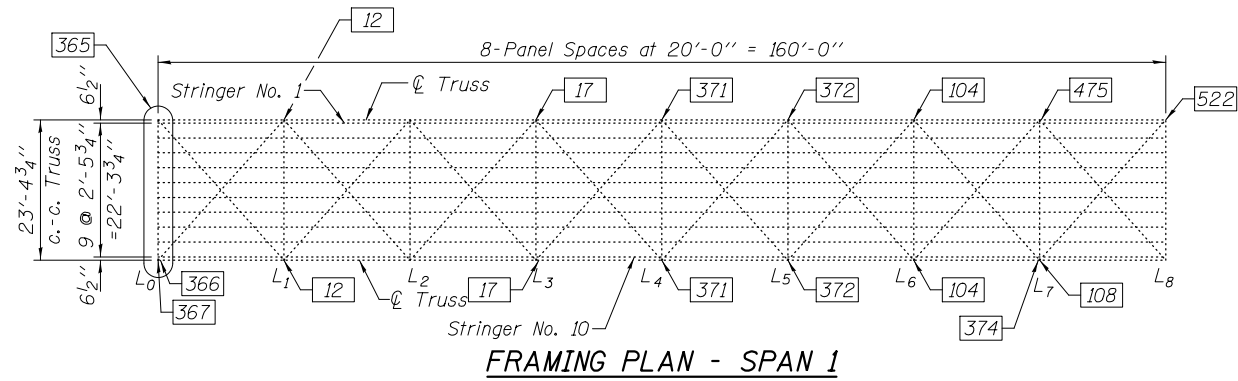 12
365
8-Panel Spaces at 20'-0" = 160'-0"
6½"
Stringer No. 1
℄ Truss
17
371
372
104
475
522
23'-4¾"
c.-c. Truss
9 @ 2'-5¾"
=22'-3¾"
6½"
L0
366
367
L1
12
L2
℄ Truss
17
L3
L4
371
L5
372
L6
104
L7
108
L8
374
Stringer No. 10
FRAMING PLAN - SPAN 1